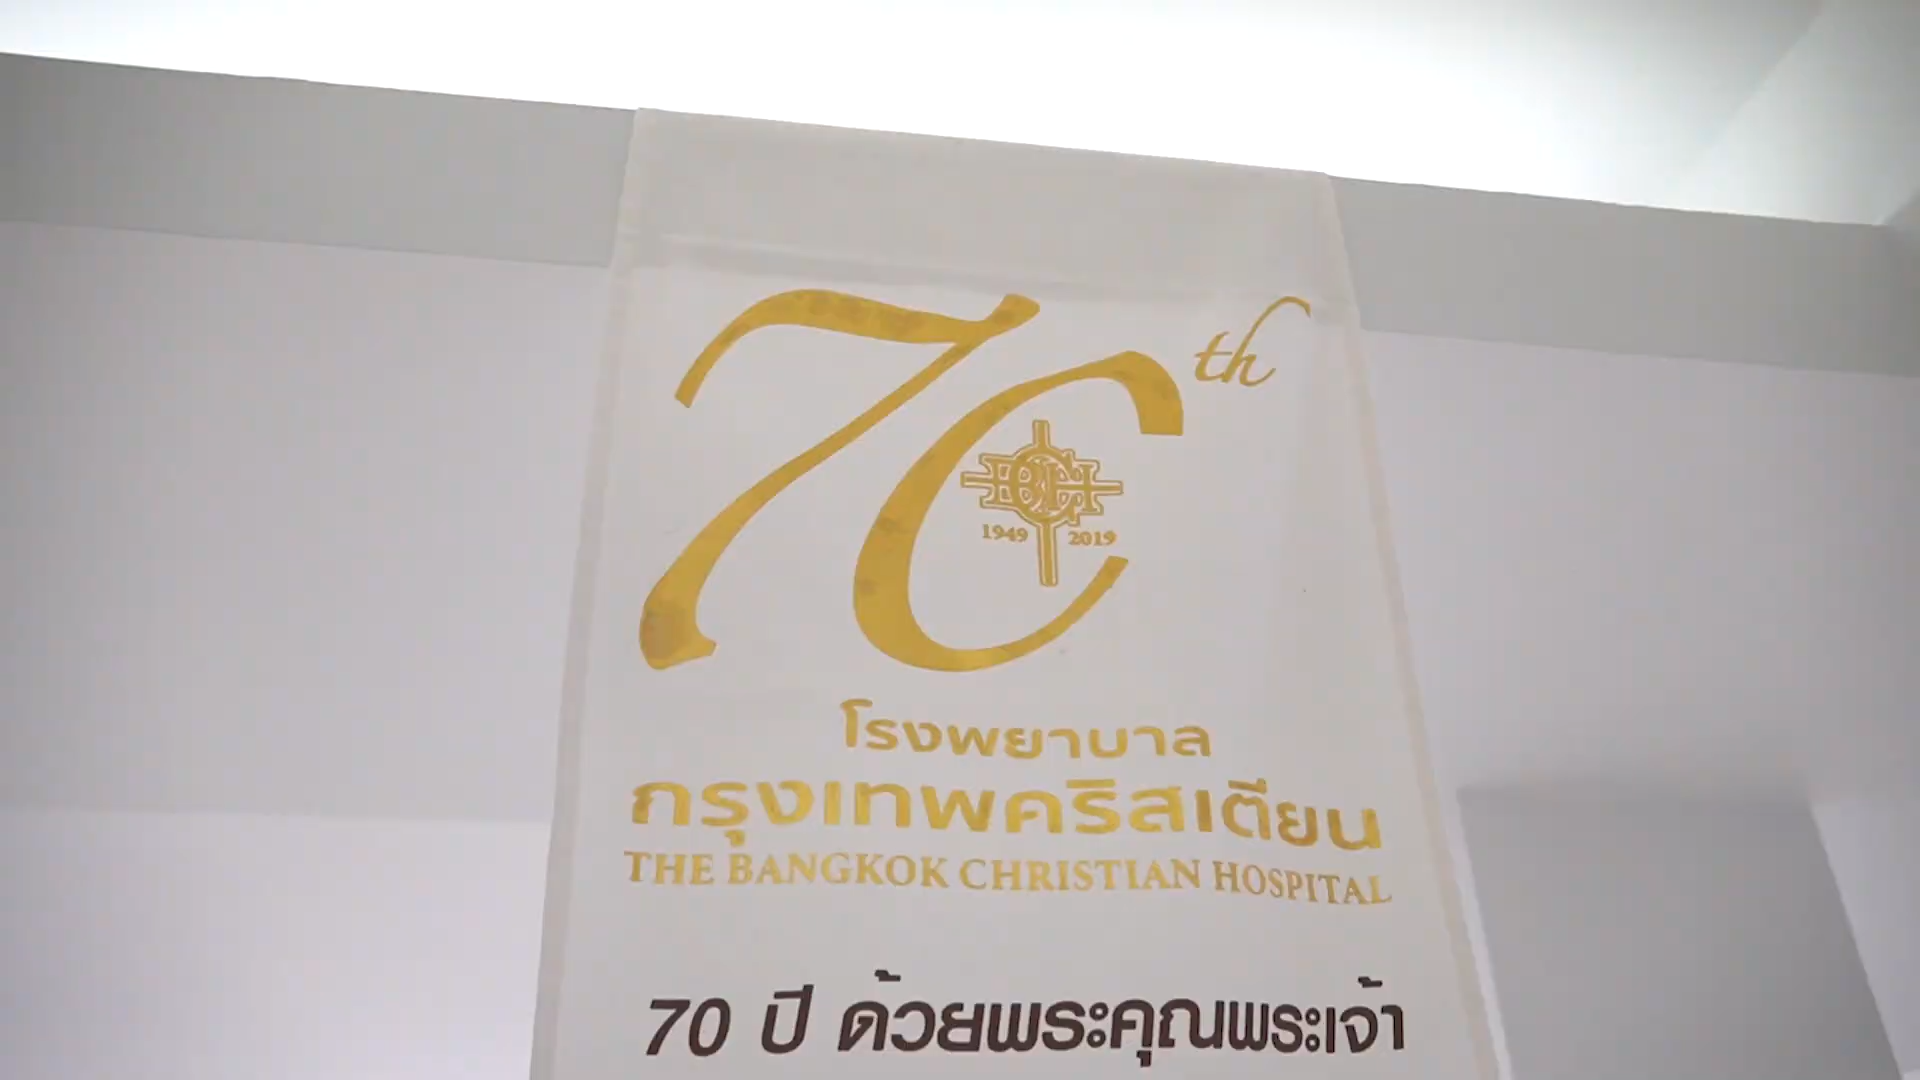 70th
BCH
1949 2019
โรงพยาบาล
กรุงเทพคริสเตียน
THE BANGKOK CHRISTIAN HOSPITAL
70 ปี ด้วยพระคุณพระเจ้า